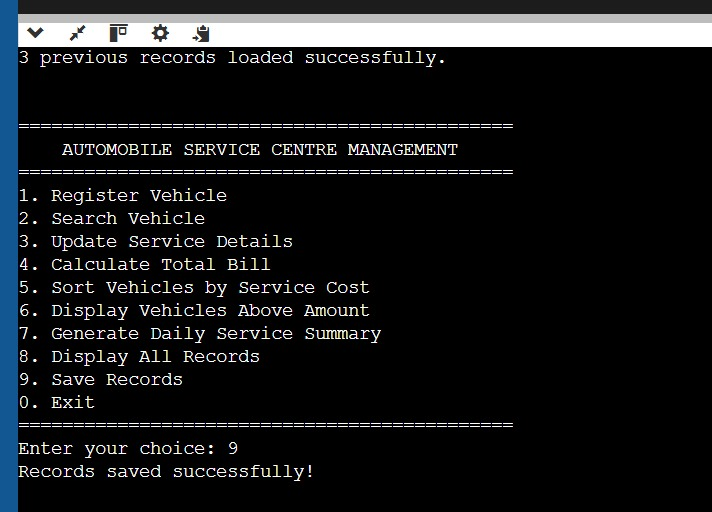 3 previous records loaded successfully.
=============================================
AUTOMOBILE SERVICE CENTRE MANAGEMENT
=============================================
1. Register Vehicle
2. Search Vehicle
3. Update Service Details
4. Calculate Total Bill
5. Sort Vehicles by Service Cost
6. Display Vehicles Above Amount
7. Generate Daily Service Summary
8. Display All Records
9. Save Records
0. Exit
=============================================
Enter your choice: 9
Records saved successfully!